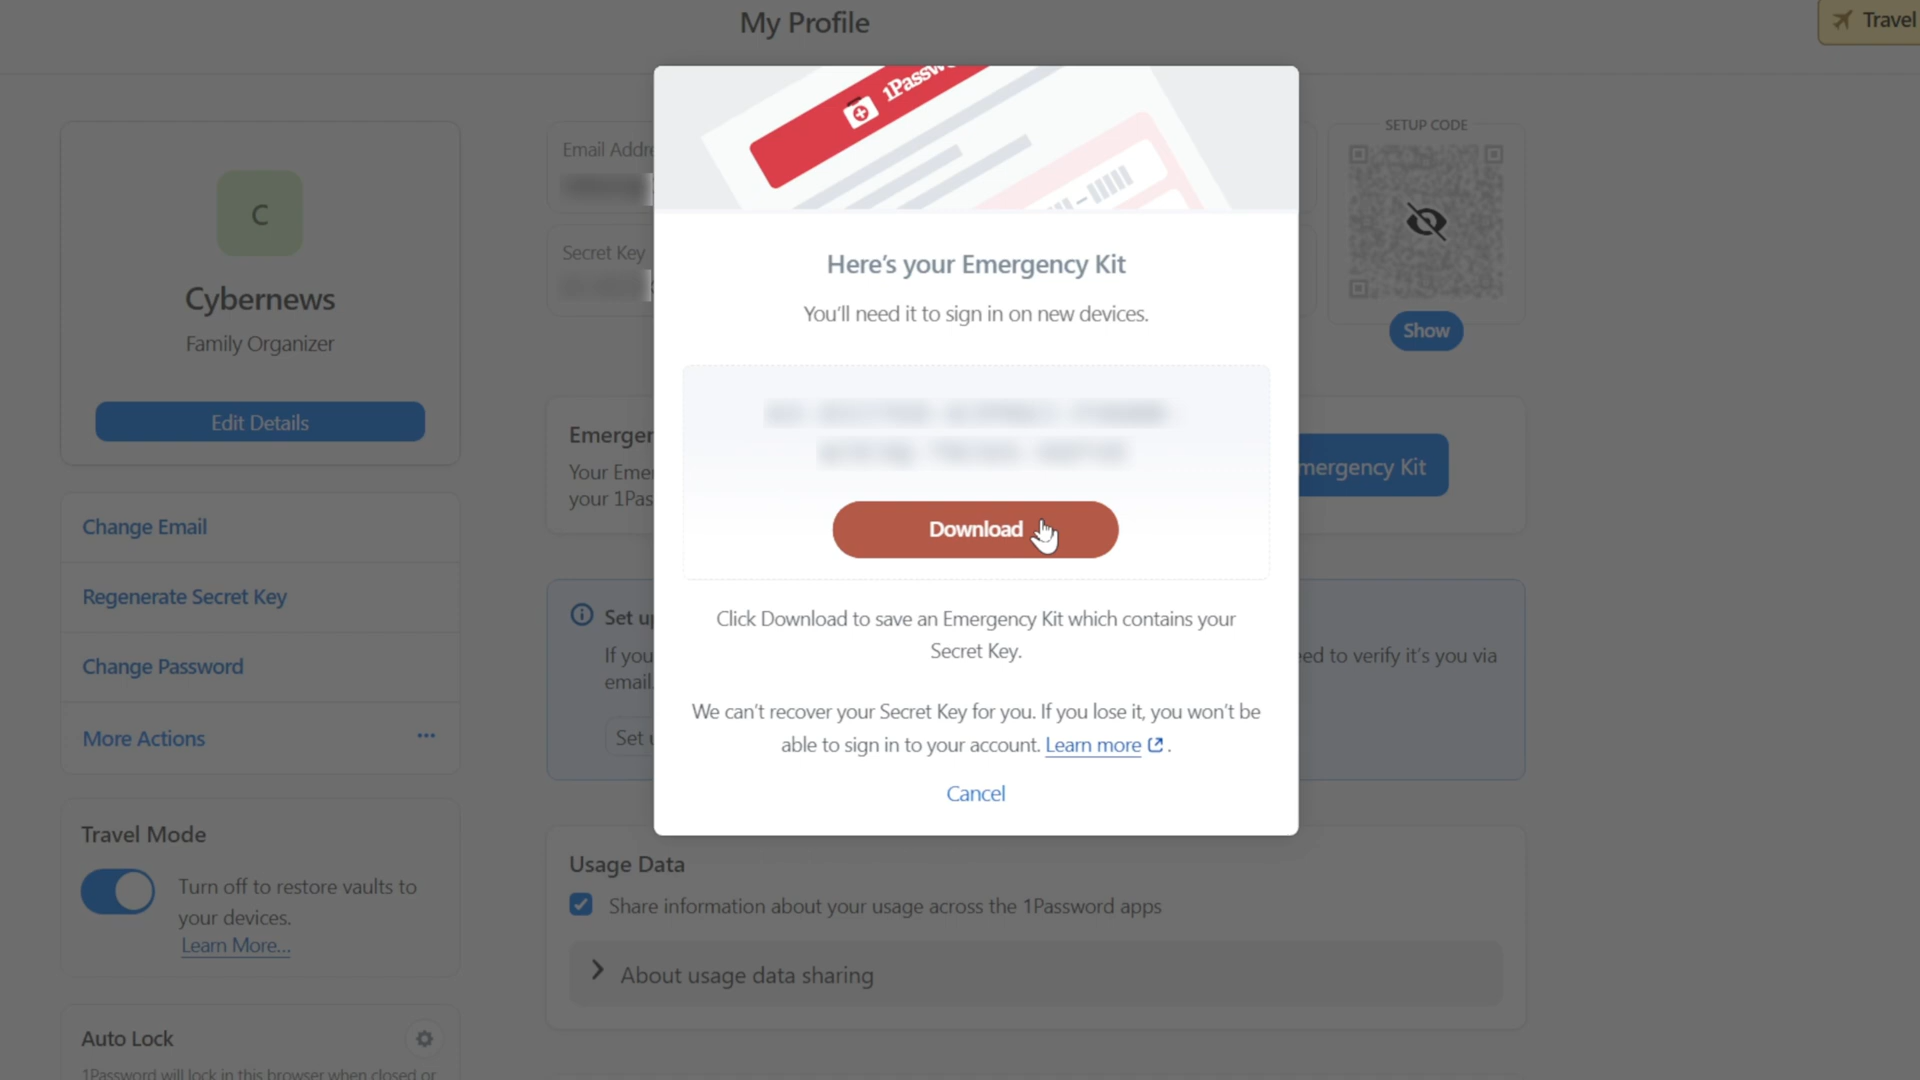 My Profile
Travel
C
Cybernews
Family Organizer
Edit Details
Change Email
Regenerate Secret Key
Change Password
More Actions
Travel Mode
Turn off to restore vaults to
your devices.
Learn More...
Auto Lock
1Password will lock in this browser when closed or
Email Addre
Secret Key
SETUP CODE
Show
Emergen
Your Eme
your 1Pas
mergency Kit
Set u
If you
email.
ed to verify it's you via
Set u
1Passw
Here's your Emergency Kit
You'll need it to sign in on new devices.
Download
Click Download to save an Emergency Kit which contains your
Secret Key.
We can't recover your Secret Key for you. If you lose it, you won't be
able to sign in to your account. Learn more.
Cancel
Usage Data
Share information about your usage across the 1Password apps
About usage data sharing